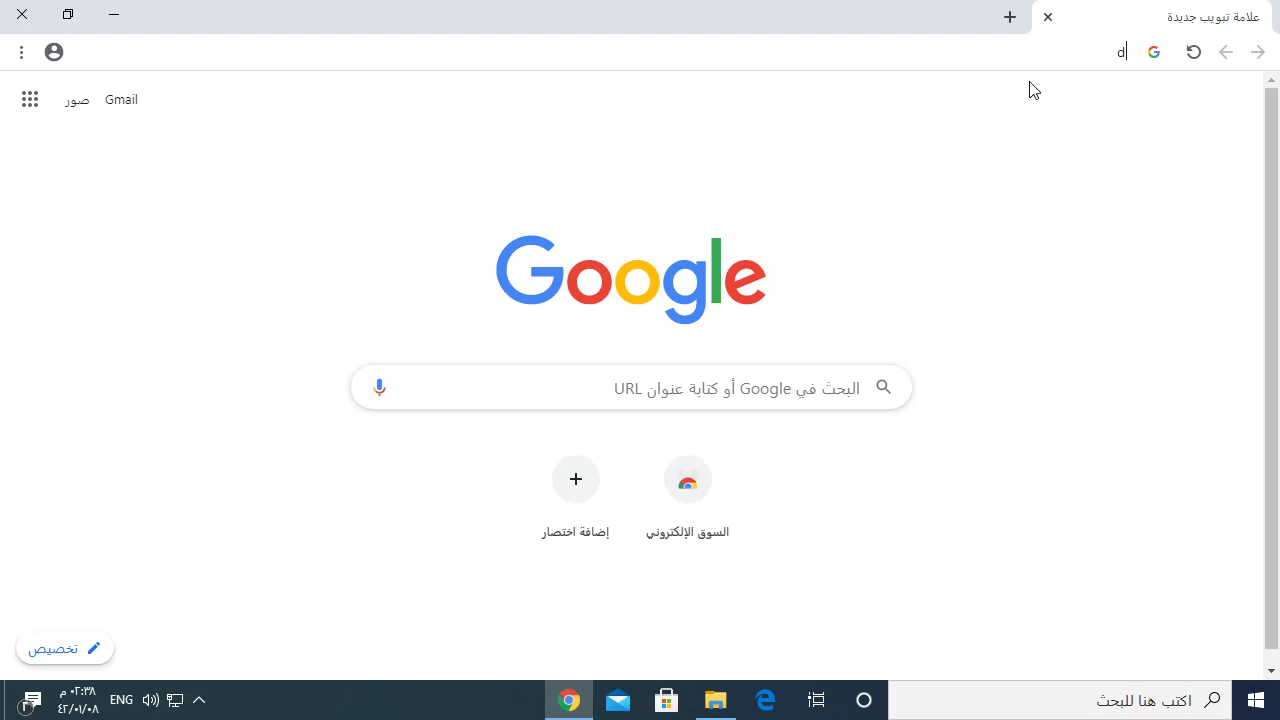 علامة تبويب جديدة
d
Gmail
صور
Google
البحث في Google أو كتابة عنوان URL
السوق الإلكتروني
إضافة اختصار
تخصيص
اكتب هنا للبحث
ENG
٠٢:٣٨ م
٤٢/٠١/٠٨
٢